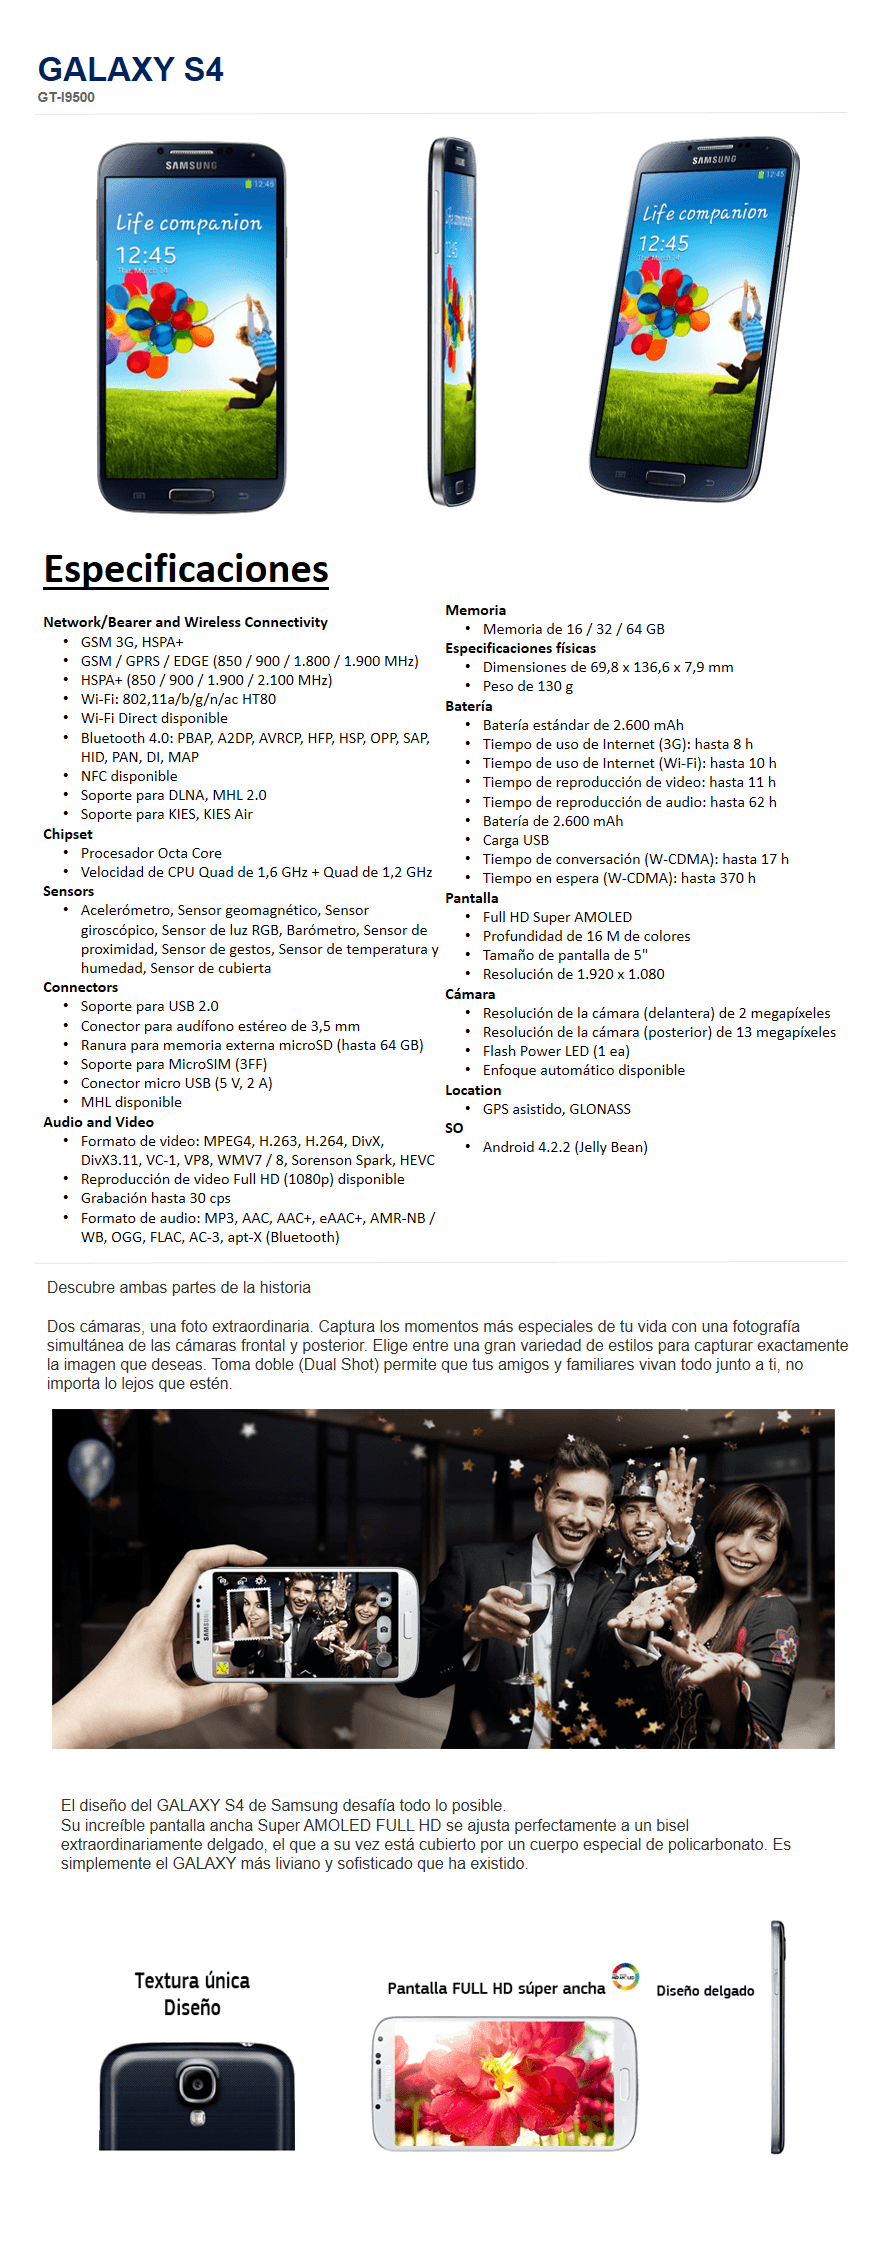 GALAXY S4
GT-I9500
SAMSUNG
12:45
Life companion
12:45
Thu, March 14
SAMSUNG
12:45
Life companion
12:45
Especificaciones
Network/Bearer and Wireless Connectivity
• GSM 3G, HSPA+
• GSM / GPRS / EDGE (850 / 900 / 1.800 / 1.900 MHz)
• HSPA+ (850 / 900 / 1.900 / 2.100 MHz)
• Wi-Fi: 802,11a/b/g/n/ac HT80
• Wi-Fi Direct disponible
• Bluetooth 4.0: PBAP, A2DP, AVRCP, HFP, HSP, OPP, SAP,
HID, PAN, DI, MAP
• NFC disponible
• Soporte para DLNA, MHL 2.0
• Soporte para KIES, KIES Air
Chipset
• Procesador Octa Core
• Velocidad de CPU Quad de 1,6 GHz + Quad de 1,2 GHz
Sensors
• Acelerómetro, Sensor geomagnético, Sensor
giroscópico, Sensor de luz RGB, Barómetro, Sensor de
proximidad, Sensor de gestos, Sensor de temperatura y
humedad, Sensor de cubierta
Connectors
• Soporte para USB 2.0
• Conector para audífono estéreo de 3,5 mm
• Ranura para memoria externa microSD (hasta 64 GB)
• Soporte para MicroSIM (3FF)
• Conector micro USB (5 V, 2 A)
• MHL disponible
Audio and Video
• Formato de video: MPEG4, H.263, H.264, DivX,
DivX3.11, VC-1, VP8, WMV7 / 8, Sorenson Spark, HEVC
• Reproducción de video Full HD (1080p) disponible
• Grabación hasta 30 cps
• Formato de audio: MP3, AAC, AAC+, eAAC+, AMR-NB /
WB, OGG, FLAC, AC-3, apt-X (Bluetooth)
Memoria
• Memoria de 16 / 32 / 64 GB
Especificaciones físicas
• Dimensiones de 69,8 x 136,6 x 7,9 mm
• Peso de 130 g
Batería
• Batería estándar de 2.600 mAh
• Tiempo de uso de Internet (3G): hasta 8 h
• Tiempo de uso de Internet (Wi-Fi): hasta 10 h
• Tiempo de reproducción de video: hasta 11 h
• Tiempo de reproducción de audio: hasta 62 h
• Batería de 2.600 mAh
• Carga USB
• Tiempo de conversación (W-CDMA): hasta 17 h
• Tiempo en espera (W-CDMA): hasta 370 h
Pantalla
• Full HD Super AMOLED
• Profundidad de 16 M de colores
• Tamaño de pantalla de 5"
• Resolución de 1.920 x 1.080
Cámara
• Resolución de la cámara (delantera) de 2 megapíxeles
• Resolución de la cámara (posterior) de 13 megapíxeles
• Flash Power LED (1 ea)
• Enfoque automático disponible
Location
• GPS asistido, GLONASS
SO
• Android 4.2.2 (Jelly Bean)
Descubre ambas partes de la historia
Dos cámaras, una foto extraordinaria. Captura los momentos más especiales de tu vida con una fotografía
simultánea de las cámaras frontal y posterior. Elige entre una gran variedad de estilos para capturar exactamente
la imagen que deseas. Toma doble (Dual Shot) permite que tus amigos y familiares vivan todo junto a ti, no
importa lo lejos que estén.
SAMSUNG
El diseño del GALAXY S4 de Samsung desafía todo lo posible.
Su increíble pantalla ancha Super AMOLED FULL HD se ajusta perfectamente a un bisel
extraordinariamente delgado, el que a su vez está cubierto por un cuerpo especial de policarbonato. Es
simplemente el GALAXY más liviano y sofisticado que ha existido.
Textura única
Diseño
Pantalla FULL HD súper ancha
Diseño delgado
SAMSUNG